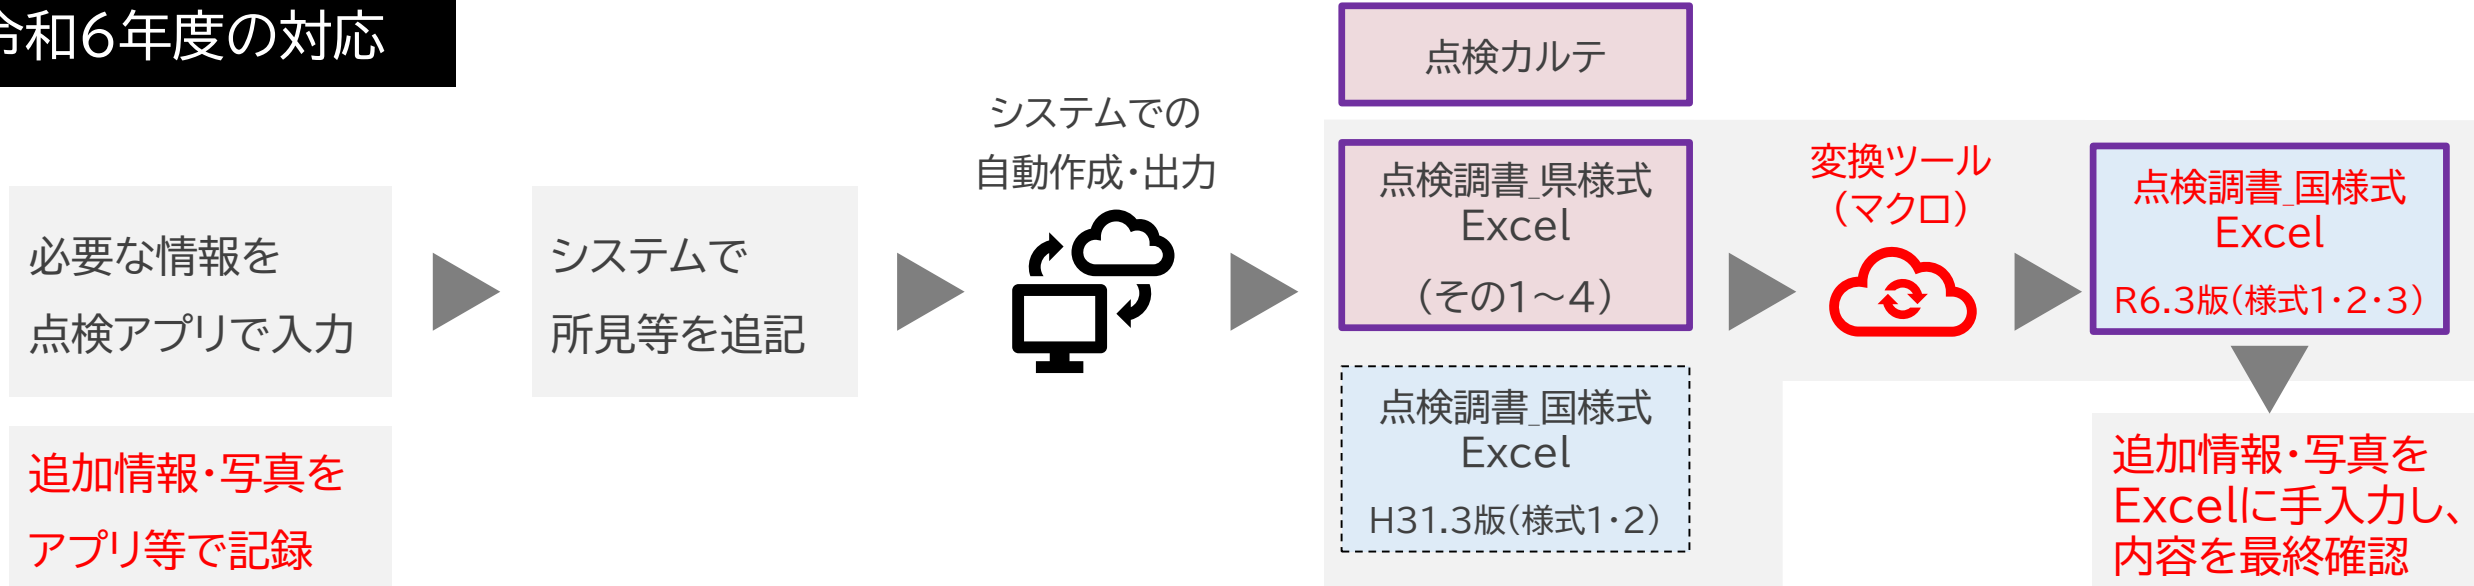 令和6年度の対応
必要な情報を
点検アプリで入力
追加情報・写真を
アプリ等で記録
システムで
所見等を追記
システムでの
自動作成・出力
点検カルテ
点検調書_県様式
Excel
（その1～4）
点検調書_国様式
Excel
H31.3版（様式1・2）
変換ツール
（マクロ）
点検調書_国様式
Excel
R6.3版（様式1・2・3）
追加情報・写真を
Excelに手入力し、
内容を最終確認